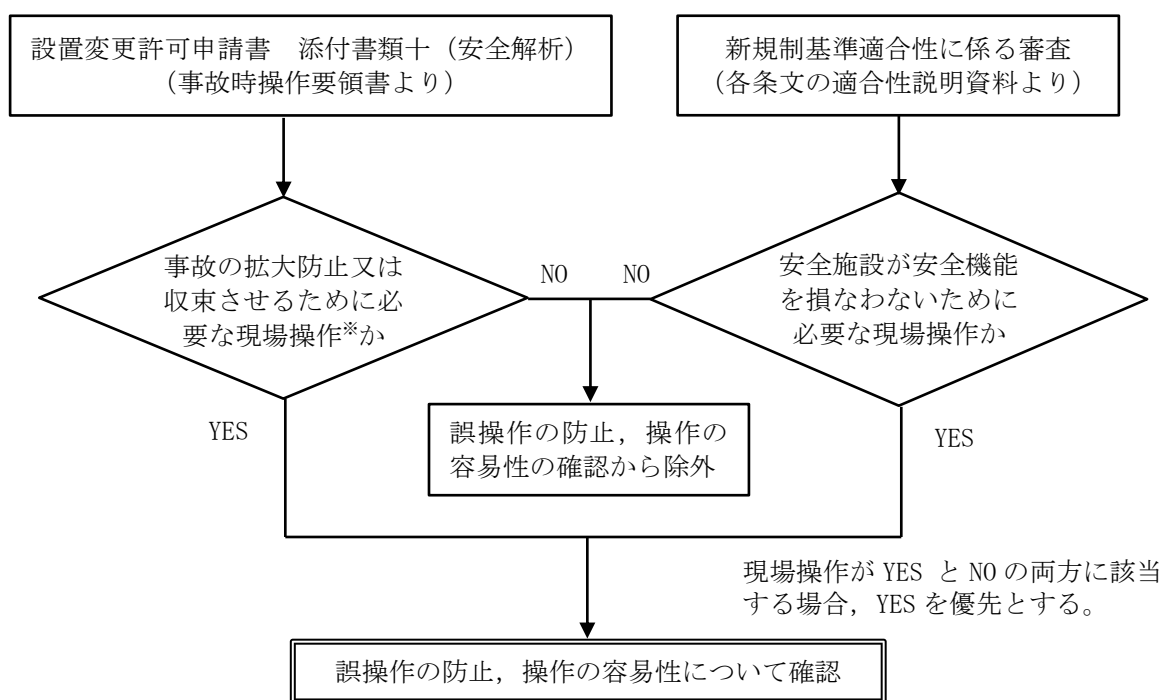 設置変更許可申請書　添付書類十（安全解析）
（事故時操作要領書より）
新規制基準適合性に係る審査
（各条文の適合性説明資料より）
事故の拡大防止又は
収束させるために必
要な現場操作※か
NO
NO
安全施設が安全機能
を損なわないために
必要な現場操作か
YES
誤操作の防止，操作の
容易性の確認から除外
YES
現場操作が YES と NO の両方に該当
する場合，YES を優先とする。
誤操作の防止，操作の容易性について確認